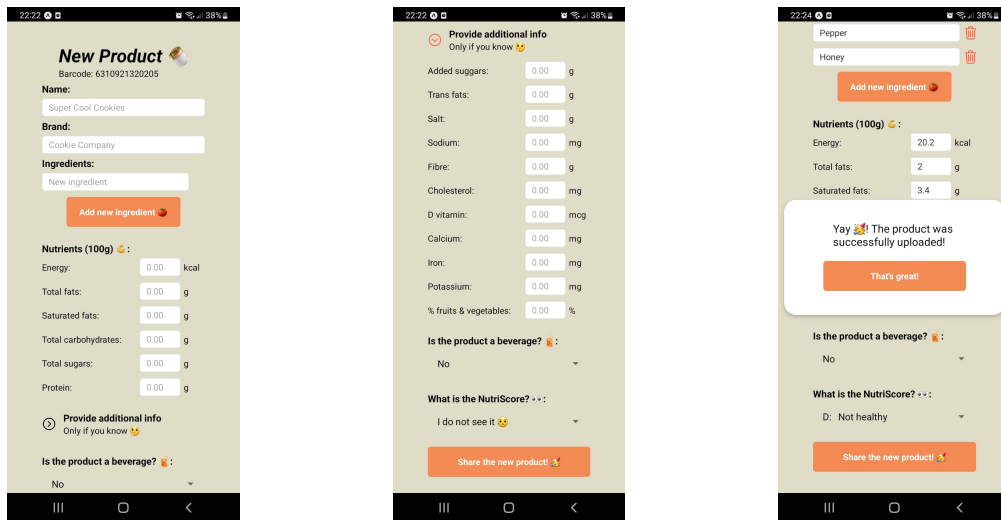 22:22 38%
New Product
Barcode: 6310921320205
Name:
Super Cool Cookies
Brand:
Cookie Company
Ingredients:
New ingredient
Add new ingredient
Nutrients (100g) :
Energy: 0.00 kcal
Total fats: 0.00 g
Saturated fats: 0.00 g
Total carbohydrates: 0.00 g
Total sugars: 0.00 g
Protein: 0.00 g
Provide additional info
Only if you know
Is the product a beverage? :
No
22:22 38%
Provide additional info
Only if you know
Added suggars: 0.00 g
Trans fats: 0.00 g
Salt: 0.00 g
Sodium: 0.00 mg
Fibre: 0.00 g
Cholesterol: 0.00 mg
D vitamin: 0.00 mcg
Calcium: 0.00 mg
Iron: 0.00 mg
Potassium: 0.00 mg
% fruits & vegetables: 0.00 %
Is the product a beverage? :
No
What is the NutriScore? :
I do not see it
Share the new product!
22:24 38%
Pepper
Honey
Add new ingredient
Nutrients (100g) :
Energy: 20.2 kcal
Total fats: 2 g
Saturated fats: 3.4 g
Yay ! The product was
successfully uploaded!
That's great!
Is the product a beverage? :
No
What is the NutriScore? :
D: Not healthy
Share the new product!